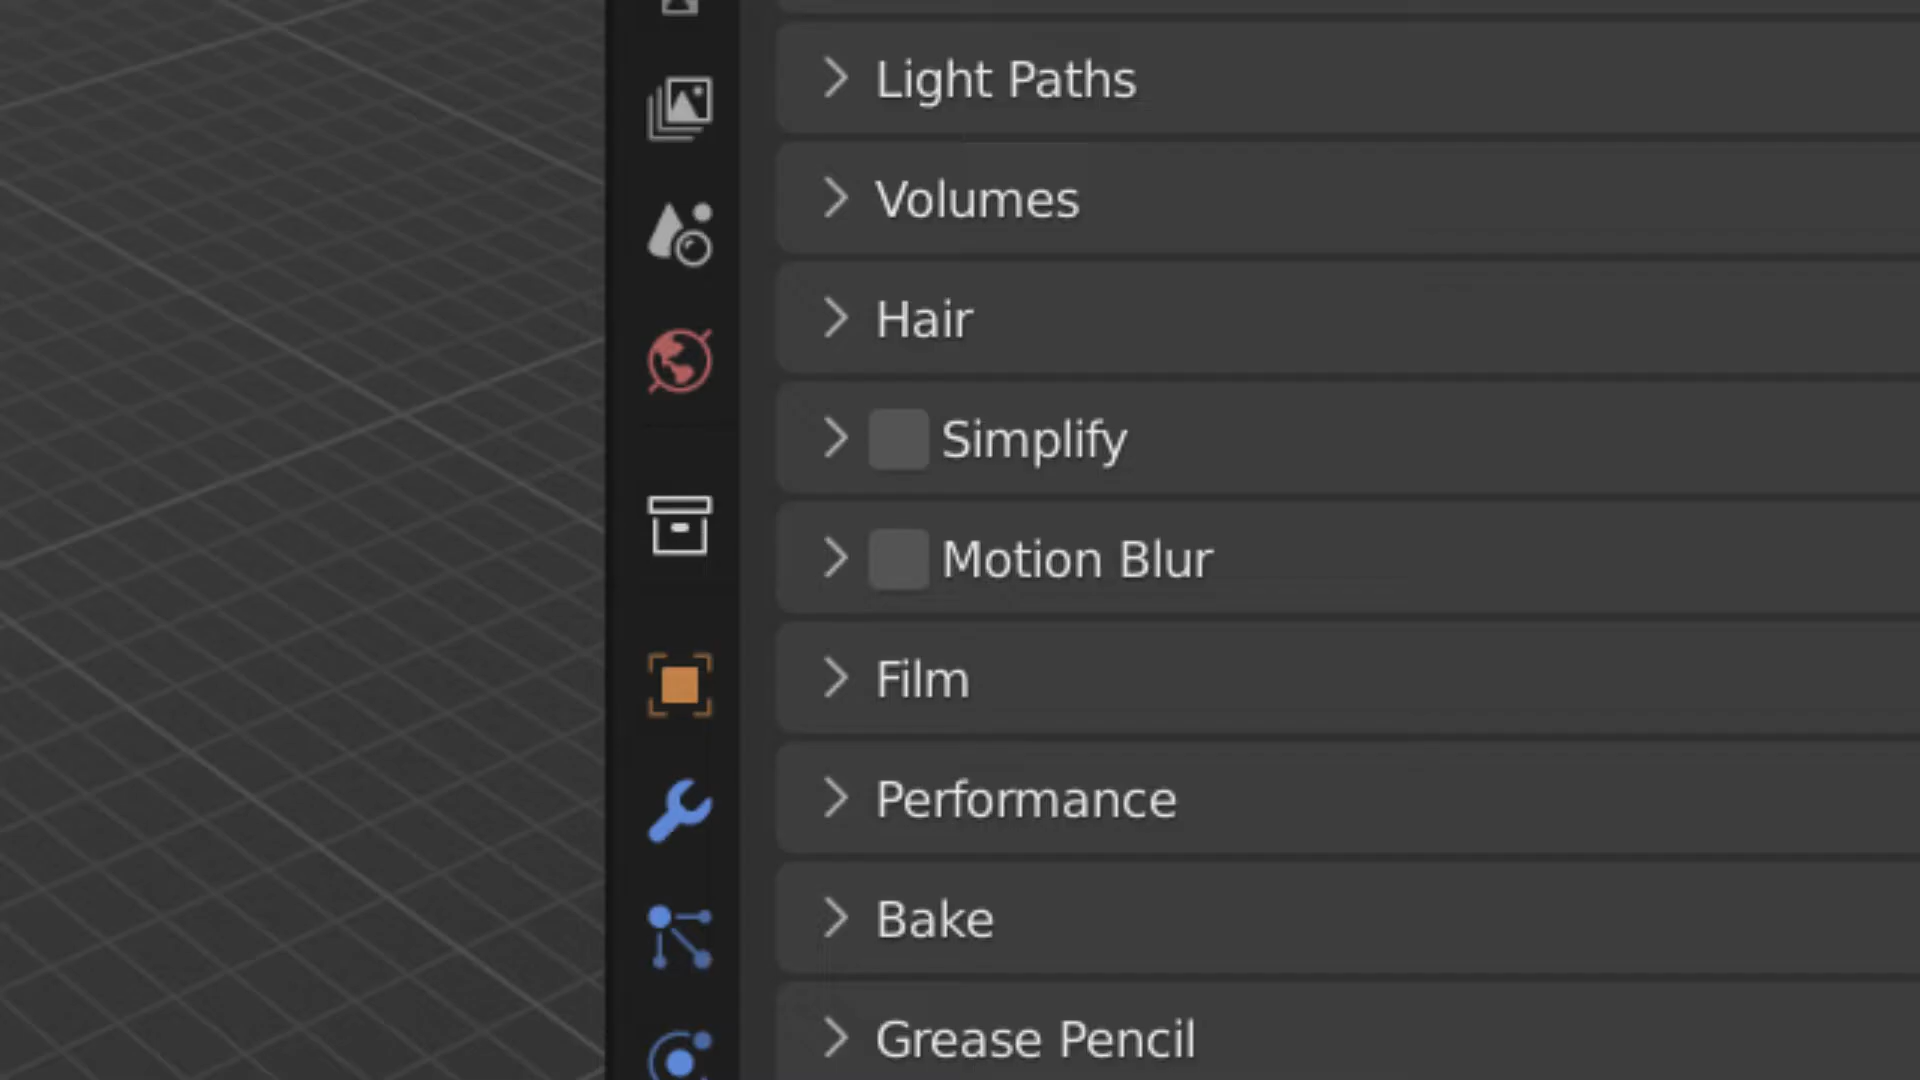 Light Paths
Volumes
Hair
Simplify
Motion Blur
Film
Performance
Bake
Grease Pencil